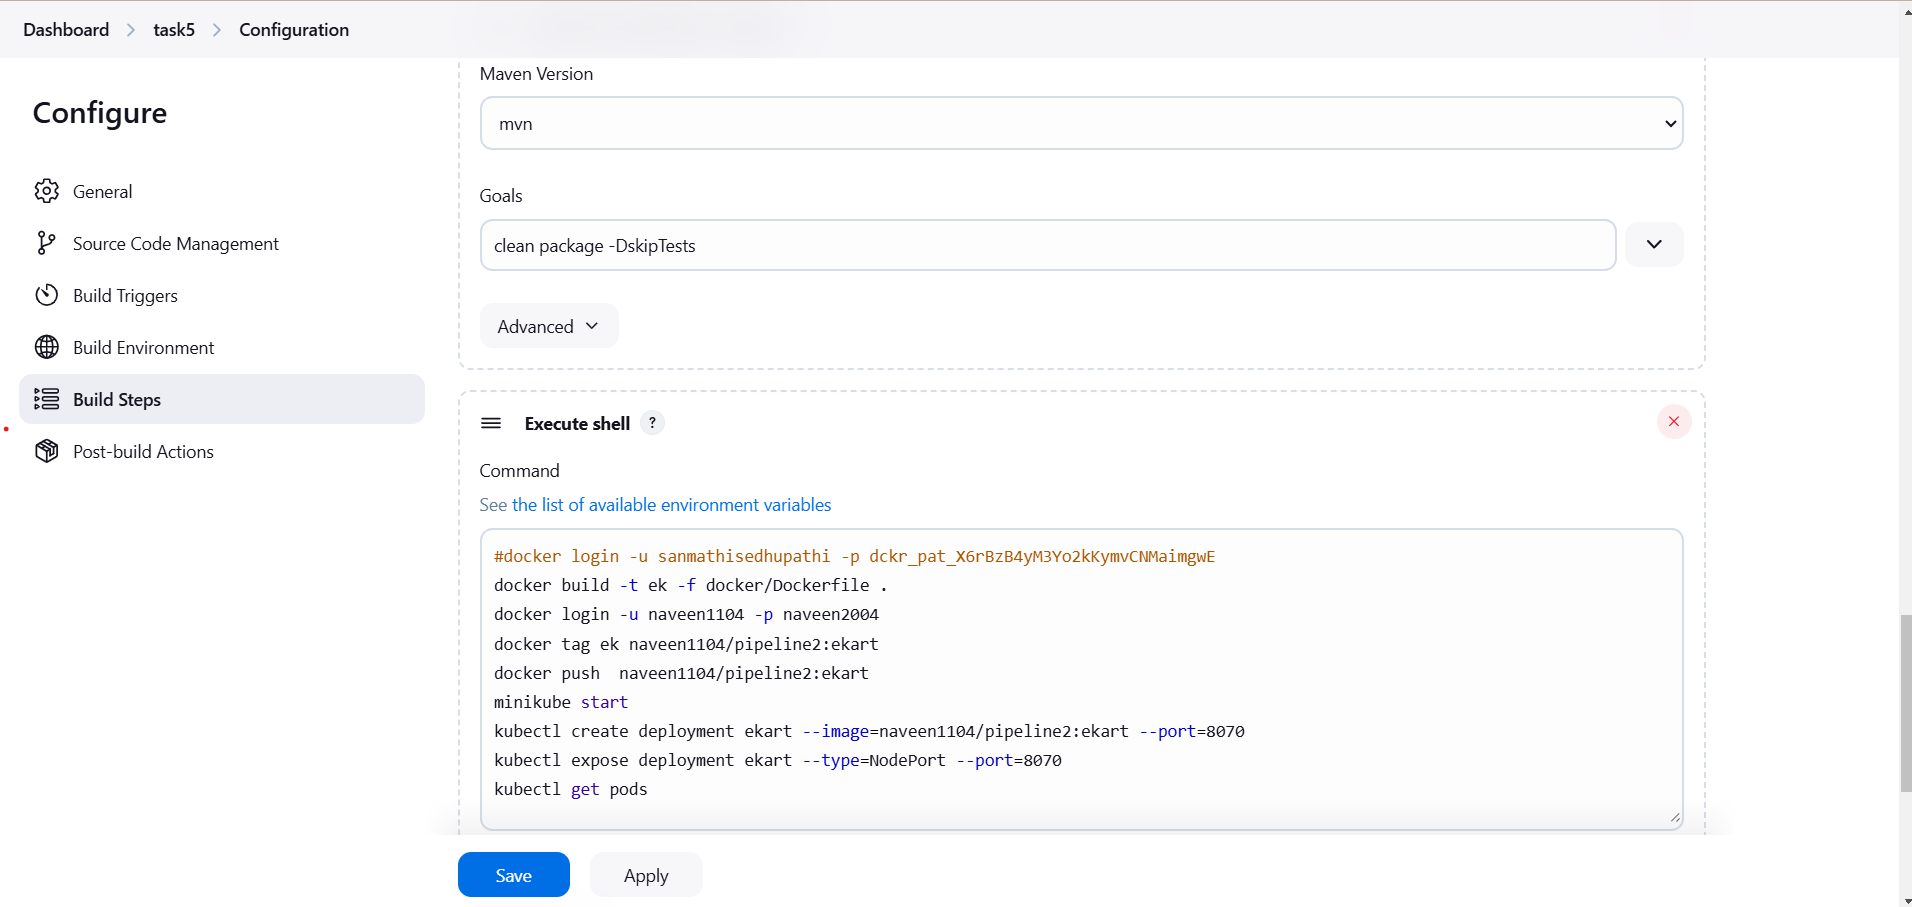 Dashboard > task5 > Configuration
Configure
General
Source Code Management
Build Triggers
Build Environment
Build Steps
Post-build Actions
Maven Version
mvn
Goals
clean package -DskipTests
Advanced
Execute shell ?
Command
See the list of available environment variables
#docker login -u sanmathisedhupathi -p dckr_pat_X6rBzB4yM3Yo2kKymvCNMaimgwE
docker build -t ek -f docker/Dockerfile .
docker login -u naveen1104 -p naveen2004
docker tag ek naveen1104/pipeline2:ekart
docker push  naveen1104/pipeline2:ekart
minikube start
kubectl create deployment ekart --image=naveen1104/pipeline2:ekart --port=8070
kubectl expose deployment ekart --type=NodePort --port=8070
kubectl get pods
Save
Apply